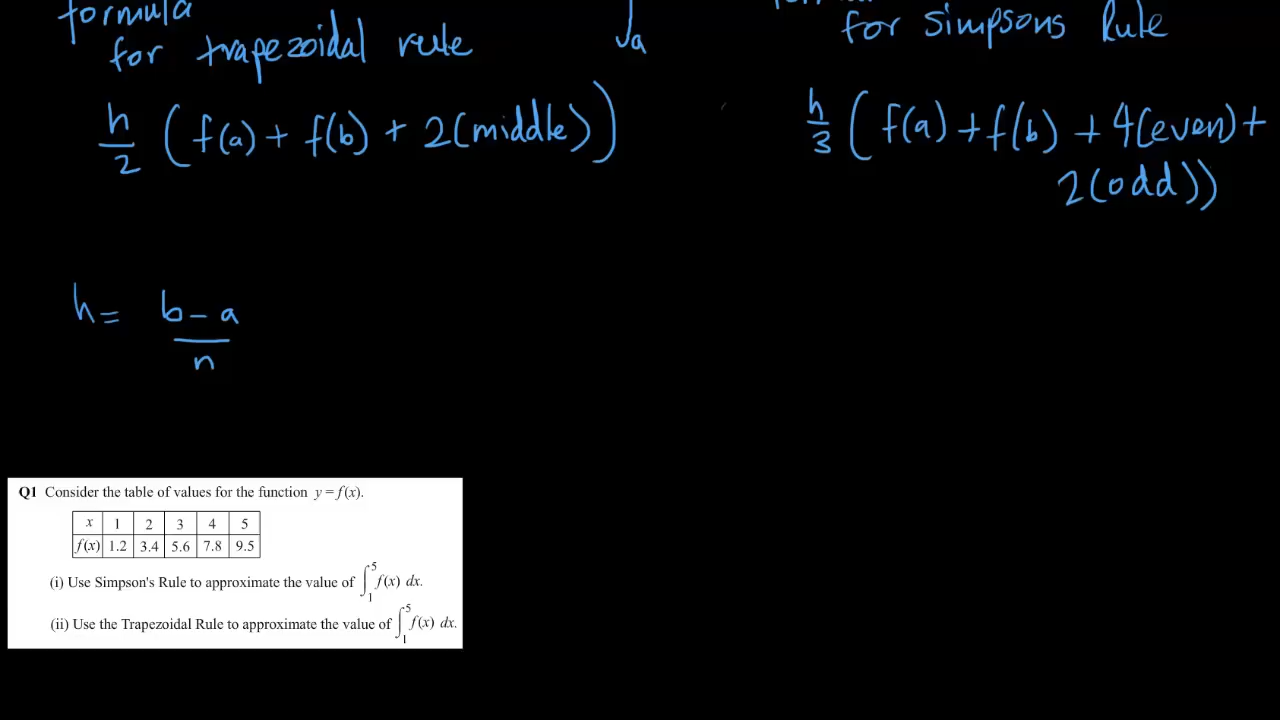 formula
for trapezoidal rule
∫a
for simpsons Rule
h/2 (f(a) + f(b) + 2(middle))
h/3 (f(a) + f(b) + 4(even) +
2(odd))
h = b - a / n
Q1 Consider the table of values for the function y = f(x).
x 1 2 3 4 5
f(x) 1.2 3.4 5.6 7.8 9.5
(i) Use Simpson's Rule to approximate the value of ∫₁⁵ f(x) dx.
(ii) Use the Trapezoidal Rule to approximate the value of ∫₁⁵ f(x) dx.